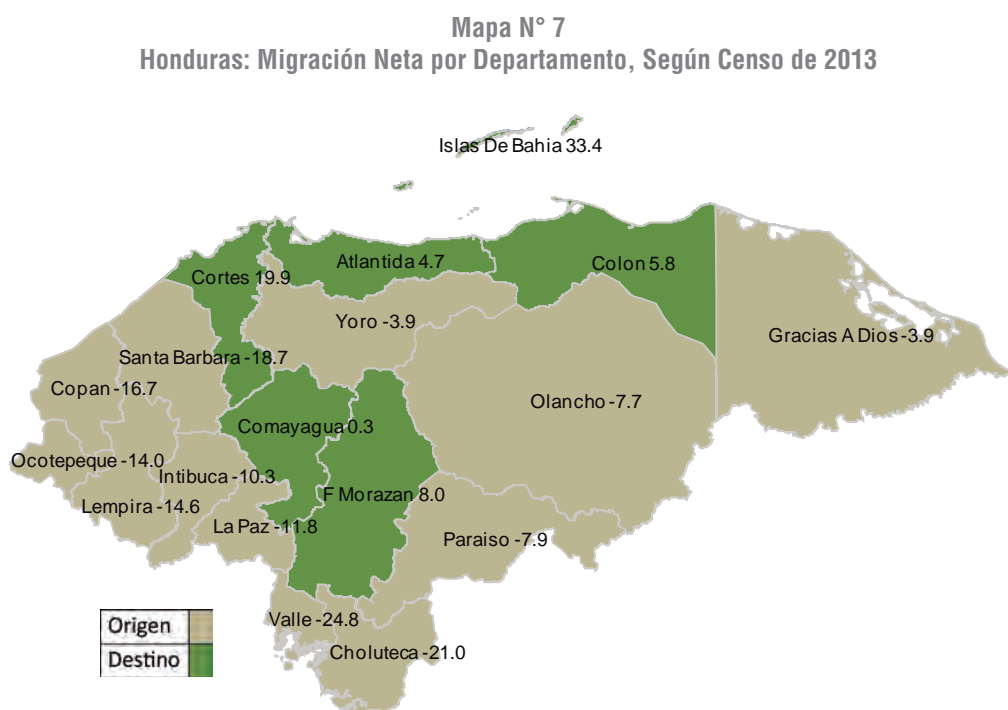 Mapa N° 7
Honduras: Migración Neta por Departamento, Según Censo de 2013
Islas De Bahia 33.4
Atlantida 4.7
Colon 5.8
Cortes 19.9
Yoro -3.9
Gracias A Dios -3.9
Santa Barbara -18.7
Copan -16.7
Olancho -7.7
Comayagua 0.3
Ocotepeque -14.0
Intibuca -10.3
F Morazan 8.0
Lempira -14.6
La Paz -11.8
Paraiso -7.9
Valle -24.8
Choluteca -21.0
Origen
Destino